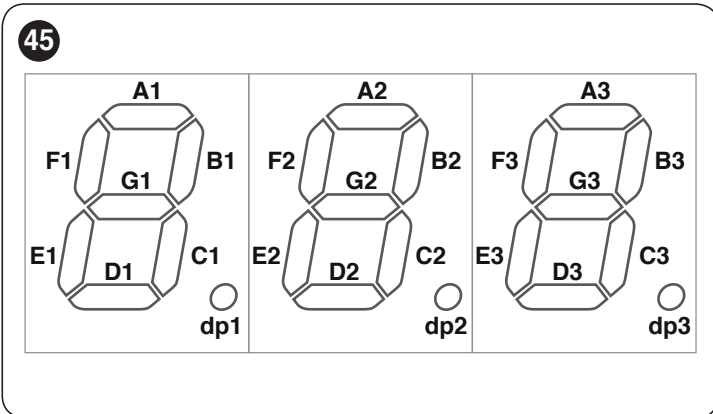 45
A1 A2 A3
F1 B1 F2 B2 F3 B3
G1 G2 G3
E1 C1 E2 C2 E3 C3
D1 D2 D3
dp1 dp2 dp3